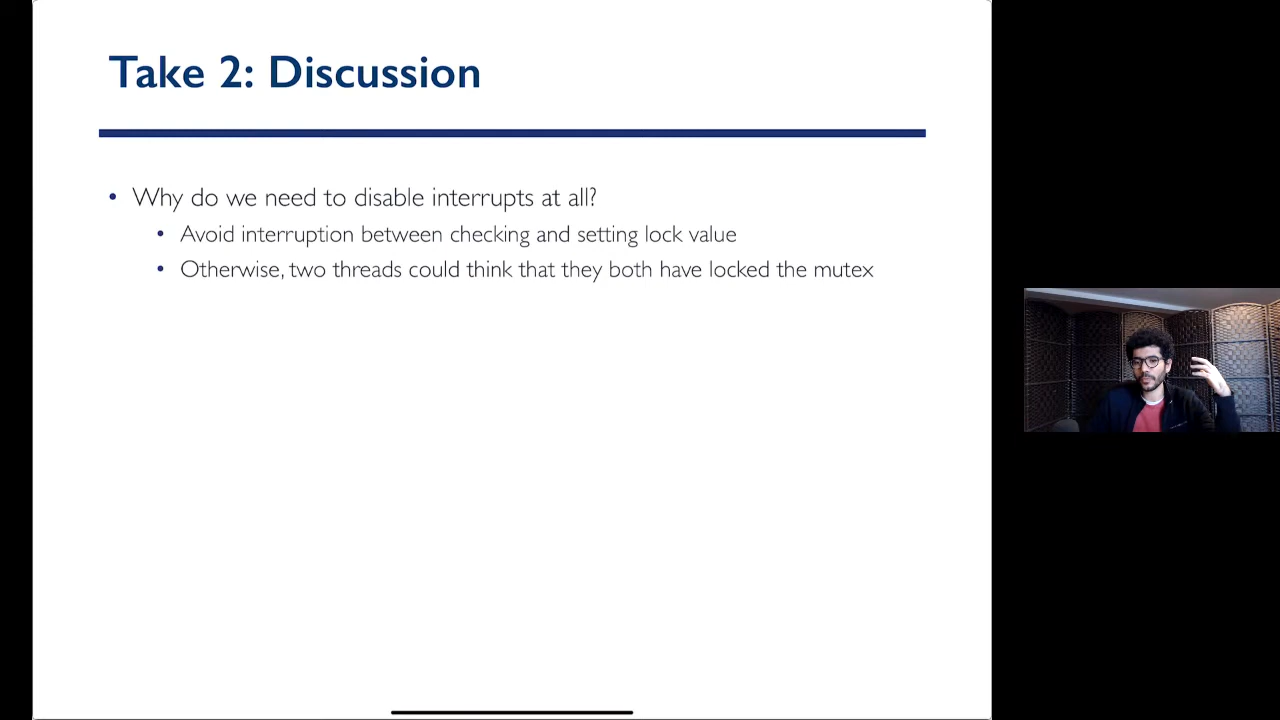 Take 2: Discussion
• Why do we need to disable interrupts at all?
• Avoid interruption between checking and setting lock value
• Otherwise, two threads could think that they both have locked the mutex